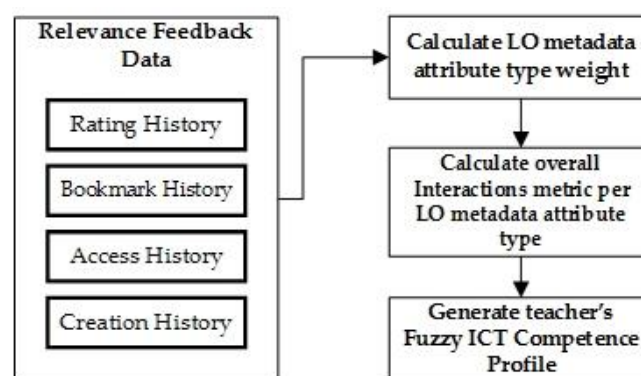 Relevance Feedback
Data
Rating History
Bookmark History
Access History
Creation History
Calculate LO metadata
attribute type weight
Calculate overall
Interactions metric per
LO metadata attribute
type
Generate teacher's
Fuzzy ICT Competence
Profile